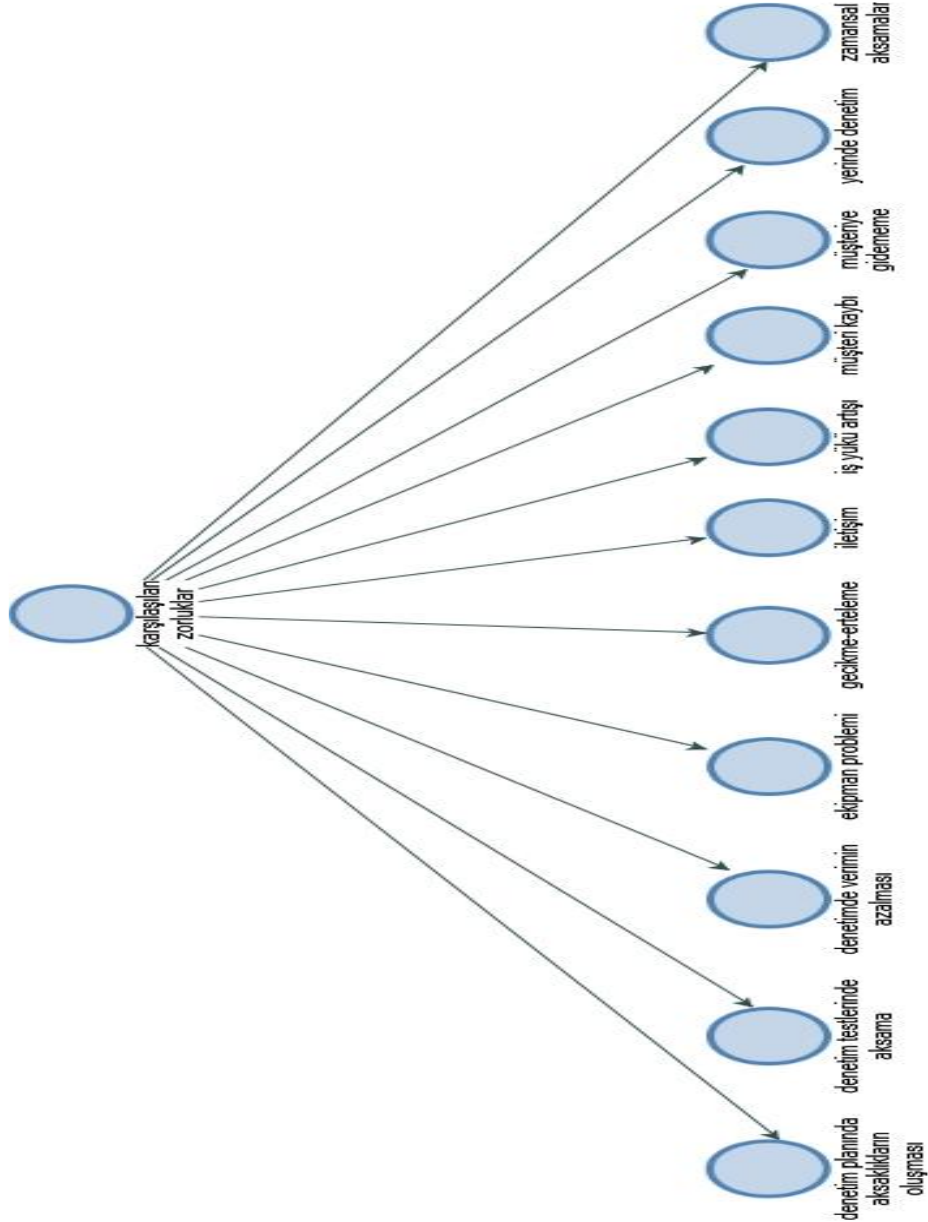 karşılaşılan
zorluklar
denetim planında
aksaklıkların
oluşması
denetim testlerinde
aksama
denetimde verimin
azalması
ekipman problemi
gecikme-erteleme
iletişim
iş yükü artışı
müşteri kaybı
müşteriye
gidememe
yerinde denetim
zamansal
aksamalar